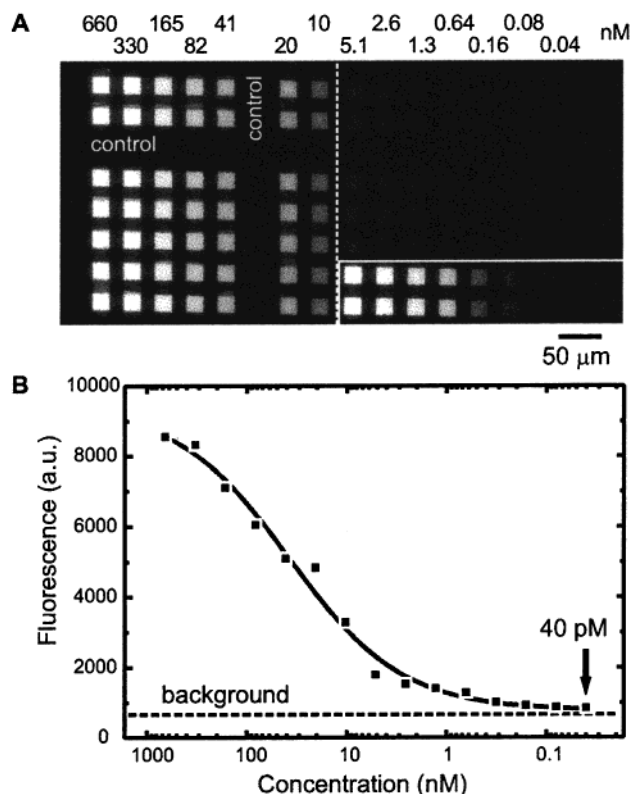 A
660 165 41 10 2.6 0.64 0.08 nM
330 82 20 5.1 1.3 0.16 0.04
control
control
50 µm
B
10000
8000
6000
4000
2000
0
Fluorescence (a.u.)
background
40 pM
1000 100 10 1 0.1
Concentration (nM)